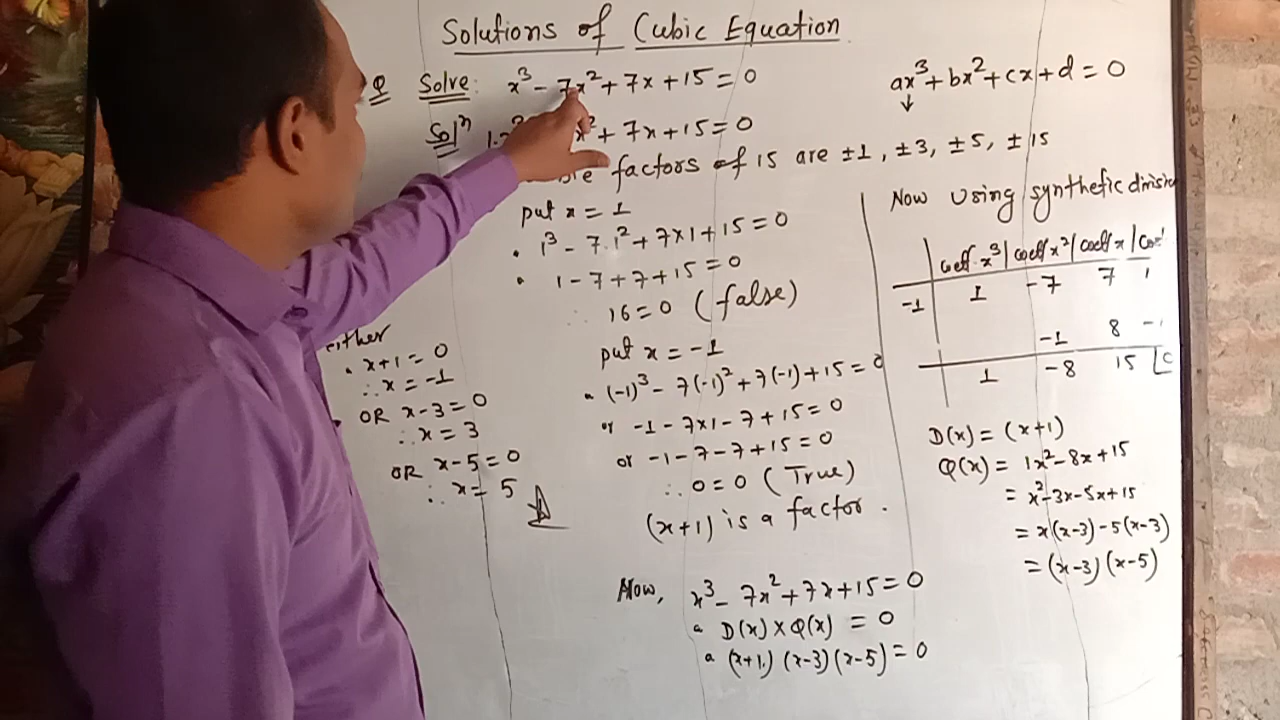 Solutions of Cubic Equation
Q Solve: x³ - 7x² + 7x + 15 = 0
ax³ + bx² + cx + d = 0
↓
Solⁿ x² + 7x + 15 = 0
factors of 15 are ±1, ±3, ±5, ±15
put x = 1
1³ - 7.1² + 7x1 + 15 = 0
1 - 7 + 7 + 15 = 0
∴ 16 = 0 (false)
put x = -1
(-1)³ - 7(-1)² + 7(-1) + 15 = 0
or -1 - 7x1 - 7 + 15 = 0
or -1 - 7 - 7 + 15 = 0
∴ 0 = 0 (True)
(x+1) is a factor.
Now, x³ - 7x² + 7x + 15 = 0
D(x) x Q(x) = 0
(x+1) (x-3) (x-5) = 0
Now using synthefic division
coeff. x³ | coeff x² | coeff x |
-1 1 -7 7
-1 8
1 -8 15
D(x) = (x+1)
Q(x) = 1x² - 8x + 15
= x² - 3x - 5x + 15
= x(x-3) - 5(x-3)
= (x-3) (x-5)
either
x+1 = 0
∴ x = -1
OR x-3 = 0
∴ x = 3
OR x-5 = 0
∴ x = 5